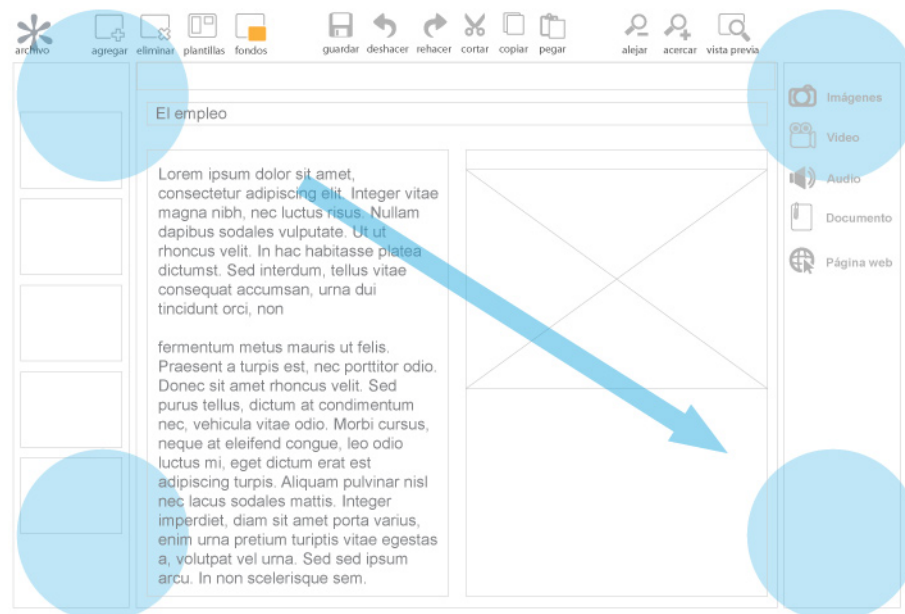 archivo
agregar
eliminar
plantillas
fondos
guardar
deshacer
rehacer
cortar
copiar
pegar
alejar
acercar
vista previa
El empleo
Lorem ipsum dolor sit amet,
consectetur adipiscing elit. Integer vitae
magna nibh, nec luctus risus. Nullam
dapibus sodales vulputate. Ut ut
rhoncus velit. In hac habitasse platea
dictumst. Sed interdum, tellus vitae
consequat accumsan, urna dui
tincidunt orci, non
fermentum metus mauris ut felis.
Praesent a turpis est, nec porttitor odio.
Donec sit amet rhoncus velit. Sed
purus tellus, dictum at condimentum
nec, vehicula vitae odio. Morbi cursus,
neque at eleifend congue, leo odio
luctus mi, eget dictum erat est
adipiscing turpis. Aliquam pulvinar nisl
nec lacus sodales mattis. Integer
imperdiet, diam sit amet porta varius,
enim urna pretium turiptis vitae egestas
a, volutpat vel urna. Sed sed ipsum
arcu. In non scelerisque sem.
Imágenes
Video
Audio
Documento
Página web